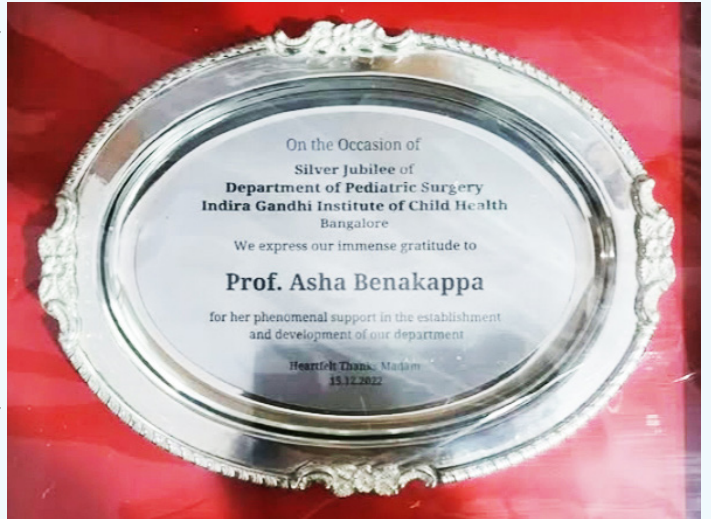 On the Occasion of
Silver Jubilee of
Department of Pediatric Surgery
Indira Gandhi Institute of Child Health
Bangalore
We express our immense gratitude to
Prof. Asha Benakappa
for her phenomenal support in the establishment
and development of our department
Heartfelt Thanks Madam
15.12.2022